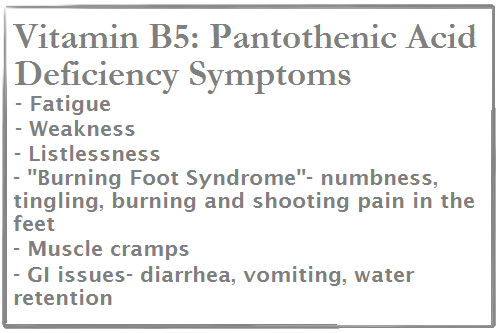 Vitamin B5: Pantothenic Acid
Deficiency Symptoms
- Fatigue
- Weakness
- Listlessness
- "Burning Foot Syndrome"- numbness,
tingling, burning and shooting pain in the
feet
- Muscle cramps
- GI issues- diarrhea, vomiting, water
retention